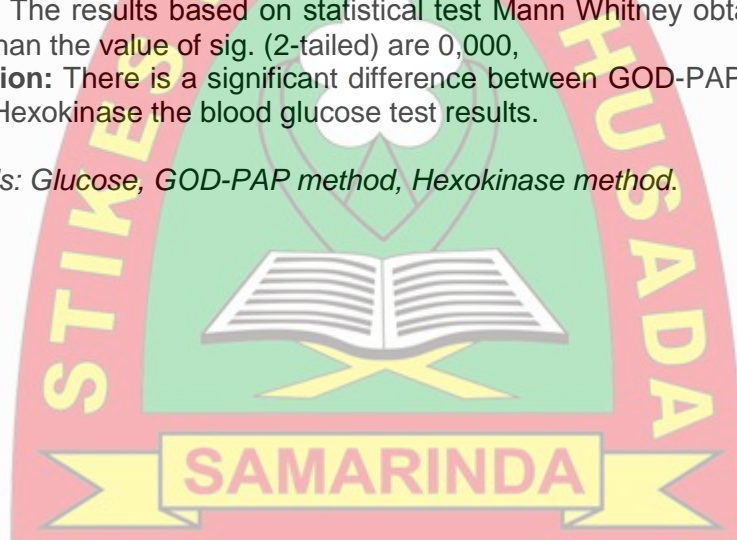 The results based on statistical test Mann Whitney
han the value of sig. (2-tailed) are 0,000,
ion: There is a significant difference between GOD-PAP
Hexokinase the blood glucose test results.
s: Glucose, GOD-PAP method, Hexokinase method.
STIKES
HUSADA
SAMARINDA